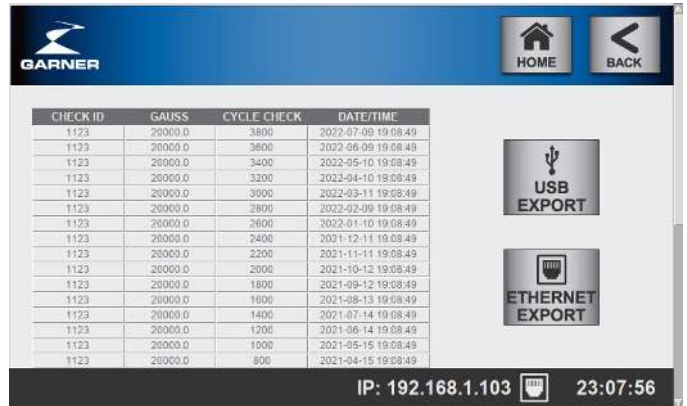 GARNER
HOME
BACK
CHECK ID GAUSS CYCLE CHECK DATE/TIME
1123 20000.0 3800 2022-07-09 19:08:49
1123 20000.0 3600 2022-06-09 19:08:49
1123 20000.0 3400 2022-05-10 19:08:49
1123 20000.0 3200 2022-04-10 19:08:49
1123 20000.0 3000 2022-03-11 19:08:49
1123 20000.0 2800 2022-02-09 19:08:49
1123 20000.0 2600 2022-01-10 19:08:49
1123 20000.0 2400 2021-12-11 19:08:49
1123 20000.0 2200 2021-11-11 19:08:49
1123 20000.0 2000 2021-10-12 19:08:49
1123 20000.0 1800 2021-09-12 19:08:49
1123 20000.0 1600 2021-08-13 19:08:49
1123 20000.0 1400 2021-07-14 19:08:49
1123 20000.0 1200 2021-06-14 19:08:49
1123 20000.0 1000 2021-05-15 19:08:49
1123 20000.0 800 2021-04-15 19:08:49
USB
EXPORT
ETHERNET
EXPORT
IP: 192.168.1.103 23:07:56